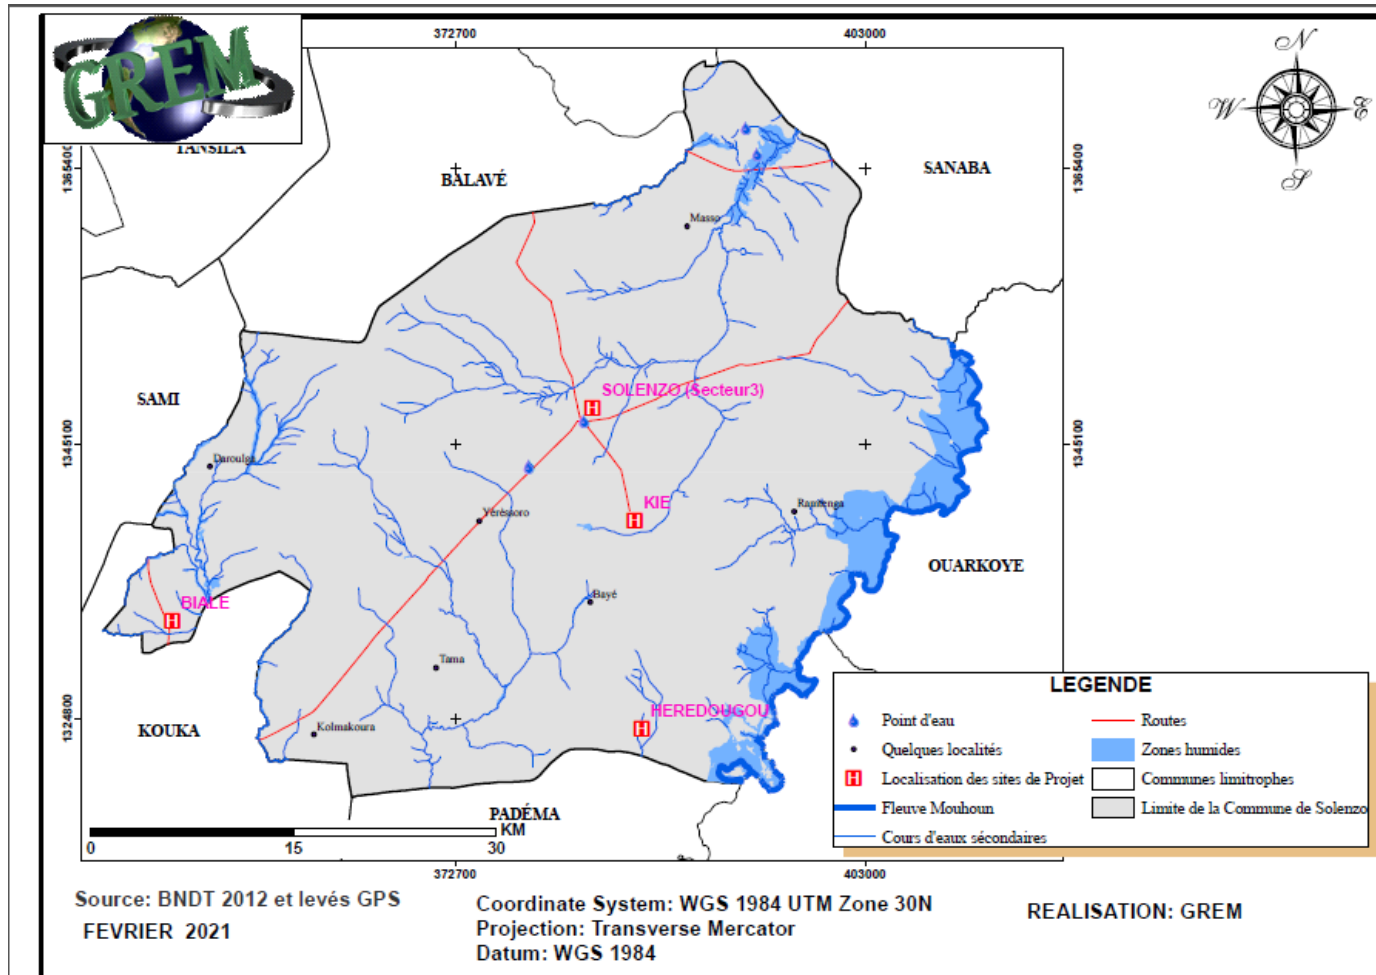 GREM
372700
403000
N
W
E
S
1365400
1365400
TANSILA
BALAVÉ
SANABA
Masso
SAMI
SOLENZO (Secteur3)
1345100
1345100
Daroulga
KIE
Yéréssoro
Ramtenga
OUARKOYE
BIALE
Bayé
Tama
HEREDOUGOU
1324800
KOUKA
Kolmakoura
PADÉMA
LEGENDE
Point d'eau
Routes
Quelques localités
Zones humides
H Localisation des sites de Projet
Communes limitrophes
Fleuve Mouhoun
Limite de la Commune de Solenzo
Cours d'eaux sécondaires
KM
0 15 30
372700
403000
Source: BNDT 2012 et levés GPS
FEVRIER 2021
Coordinate System: WGS 1984 UTM Zone 30N
Projection: Transverse Mercator
Datum: WGS 1984
REALISATION: GREM